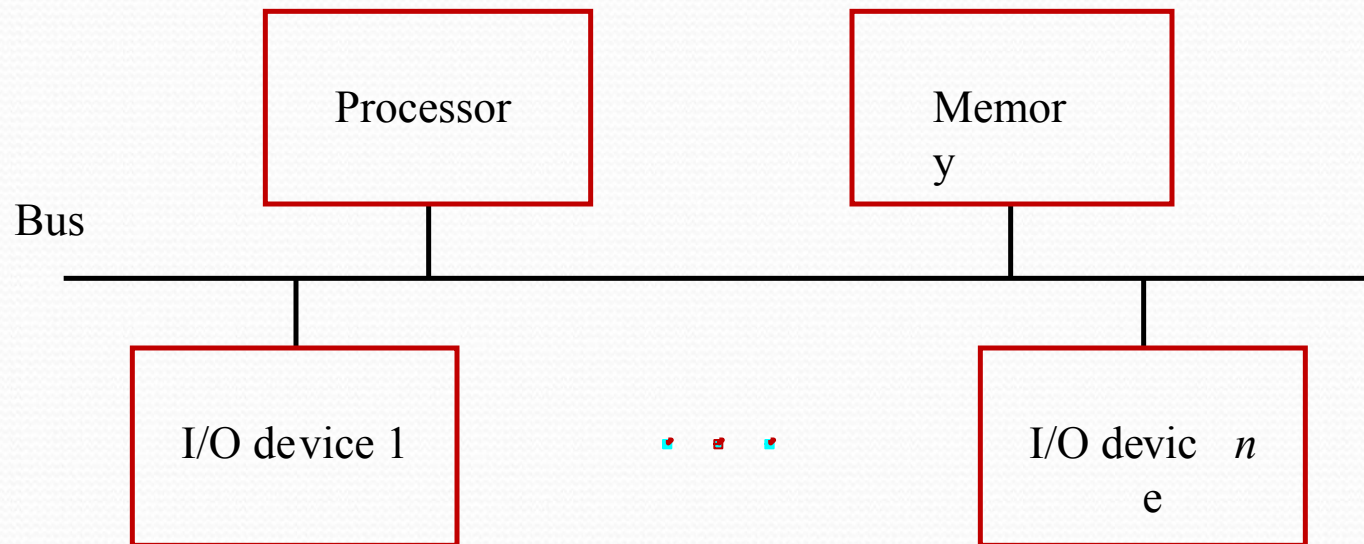 Processor
Memor
y
Bus
I/O device 1
. . .
I/O devic n
e